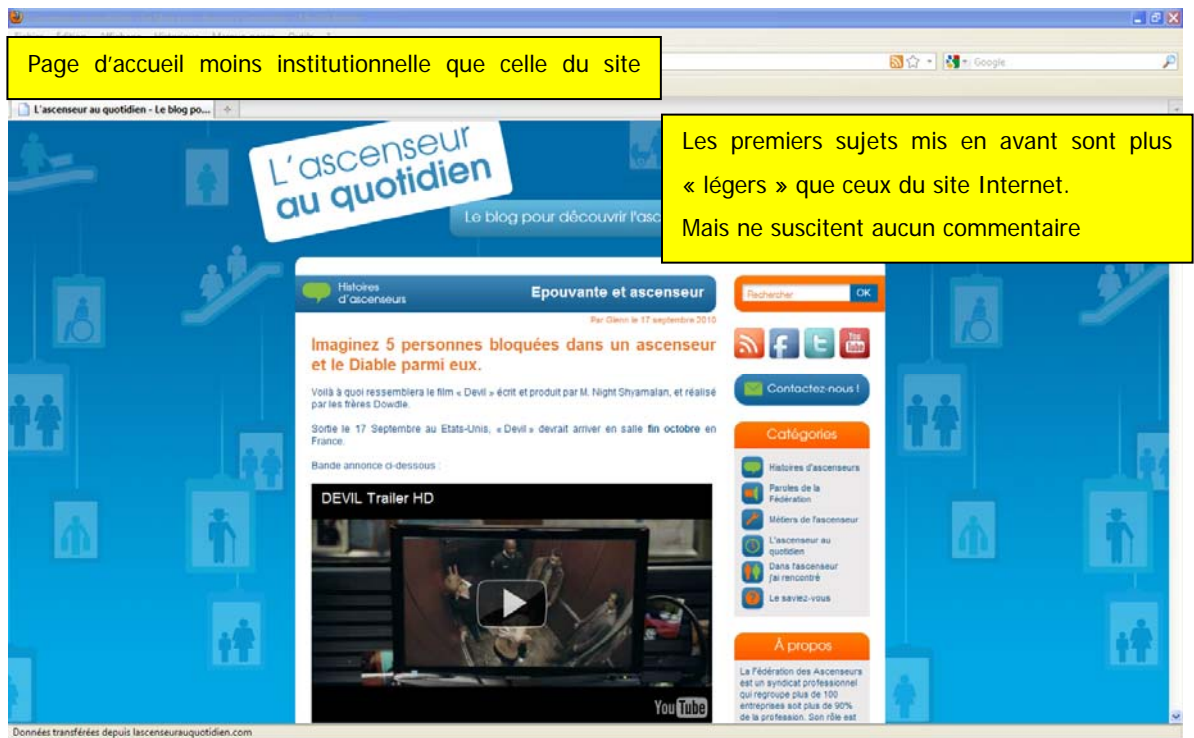 Page d'accueil moins institutionnelle que celle du site
Google
L'ascenseur au quotidien - Le blog po...
Les premiers sujets mis en avant sont plus
« légers » que ceux du site Internet.
Mais ne suscitent aucun commentaire
L'ascenseur
au quotidien
Le blog pour découvrir l'asc
Histoires
d'ascenseurs
Epouvante et ascenseur
Rechercher
OK
Par Glenn le 17 septembre 2010
Imaginez 5 personnes bloquées dans un ascenseur
et le Diable parmi eux.
Voilà à quoi ressemblera le film « Devil » écrit et produit par M. Night Shyamalan, et réalisé
par les frères Dowdle.
Sortie le 17 Septembre au Etats-Unis, « Devil » devrait arriver en salle fin octobre en
France.
Bande annonce ci-dessous :
DEVIL Trailer HD
YouTube
You
Tube
Contactez-nous !
Catégories
Histoires d'ascenseurs
Paroles de la
Fédération
Métiers de l'ascenseur
L'ascenseur au
quotidien
Dans l'ascenseur
j'ai rencontré
Le saviez-vous
À propos
La Fédération des Ascenseurs
est un syndicat professionnel
qui regroupe plus de 100
entreprises soit plus de 90%
de la profession. Son rôle est
Données transférées depuis lascenseurauquotidien.com